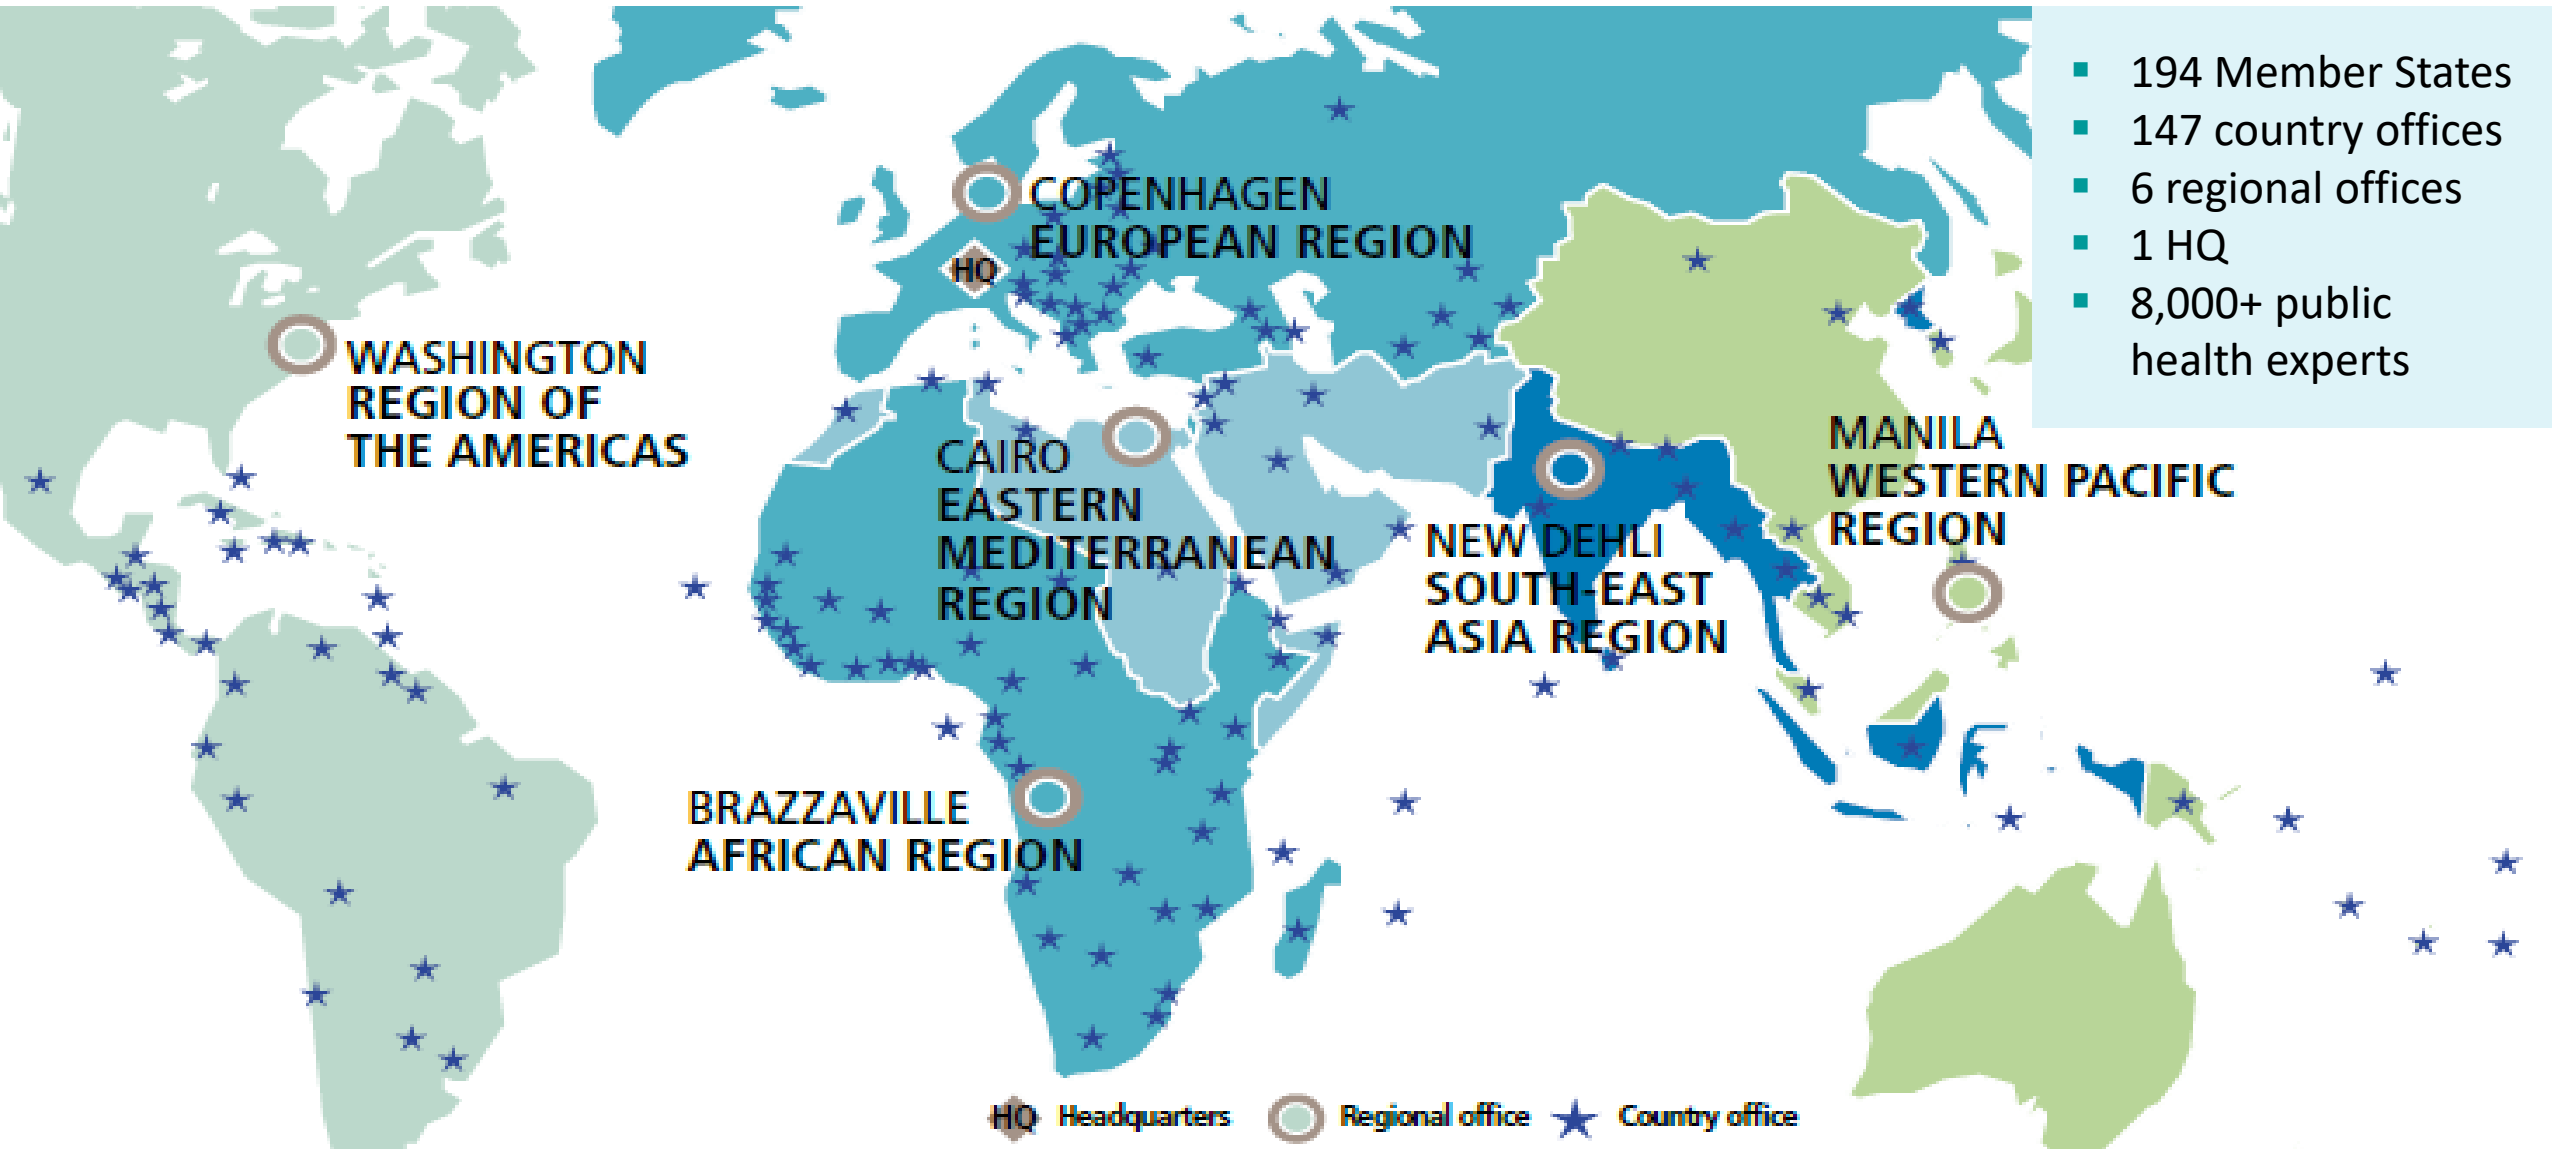 194 Member States
147 country offices
6 regional offices
1 HQ
8,000+ public
health experts
COPENHAGEN
EUROPEAN REGION
HQ
WASHINGTON
REGION OF
THE AMERICAS
CAIRO
EASTERN
MEDITERRANEAN
REGION
NEW DEHLI
SOUTH-EAST
ASIA REGION
MANILA
WESTERN PACIFIC
REGION
BRAZZAVILLE
AFRICAN REGION
HQ Headquarters
Regional office
Country office